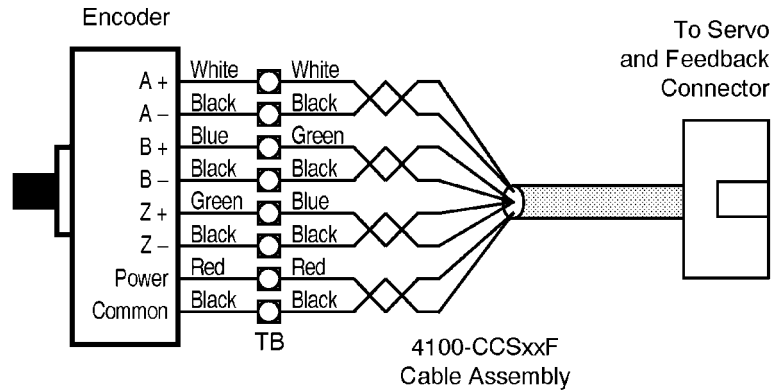 Encoder
To Servo
and Feedback
Connector
A + White White
A – Black Black
B + Blue Green
B – Black Black
Z + Green Blue
Z – Black Black
Power Red Red
Common Black Black
TB
4100-CCSxxF
Cable Assembly